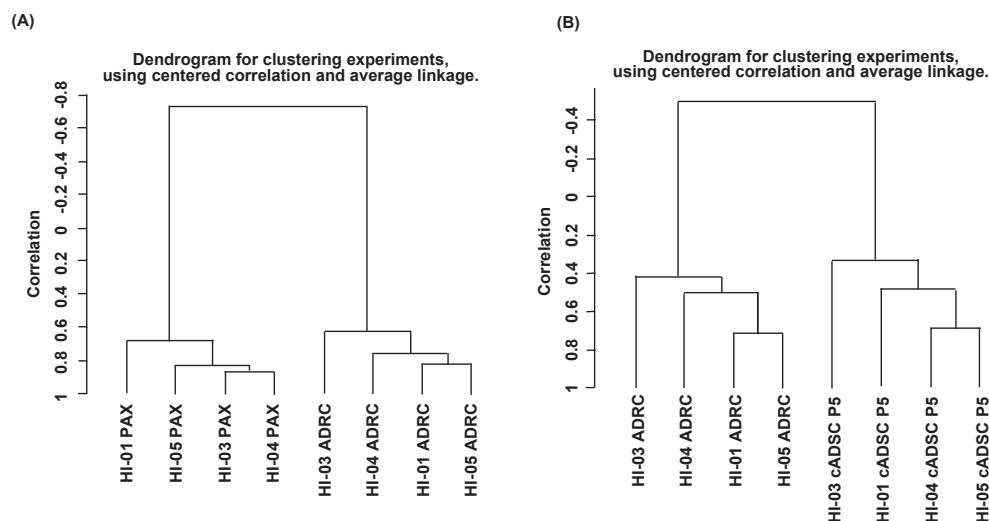 (A)
Dendrogram for clustering experiments,
using centered correlation and average linkage.
Correlation
-0.8
-0.6
-0.4
-0.2
0
0.2
0.4
0.6
0.8
1
HI-01 PAX
HI-05 PAX
HI-03 PAX
HI-04 PAX
HI-03 ADRC
HI-04 ADRC
HI-01 ADRC
HI-05 ADRC
(B)
Dendrogram for clustering experiments,
using centered correlation and average linkage.
Correlation
-0.4
-0.2
0
0.2
0.4
0.6
0.8
1
HI-03 ADRC
HI-04 ADRC
HI-01 ADRC
HI-05 ADRC
HI-03 cADSC P5
HI-01 cADSC P5
HI-04 cADSC P5
HI-05 cADSC P5